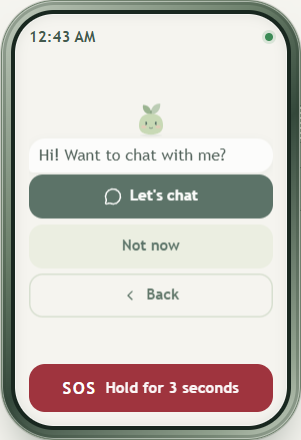 12:43 AM
Hi! Want to chat with me?
Let's chat
Not now
Back
SOS Hold for 3 seconds